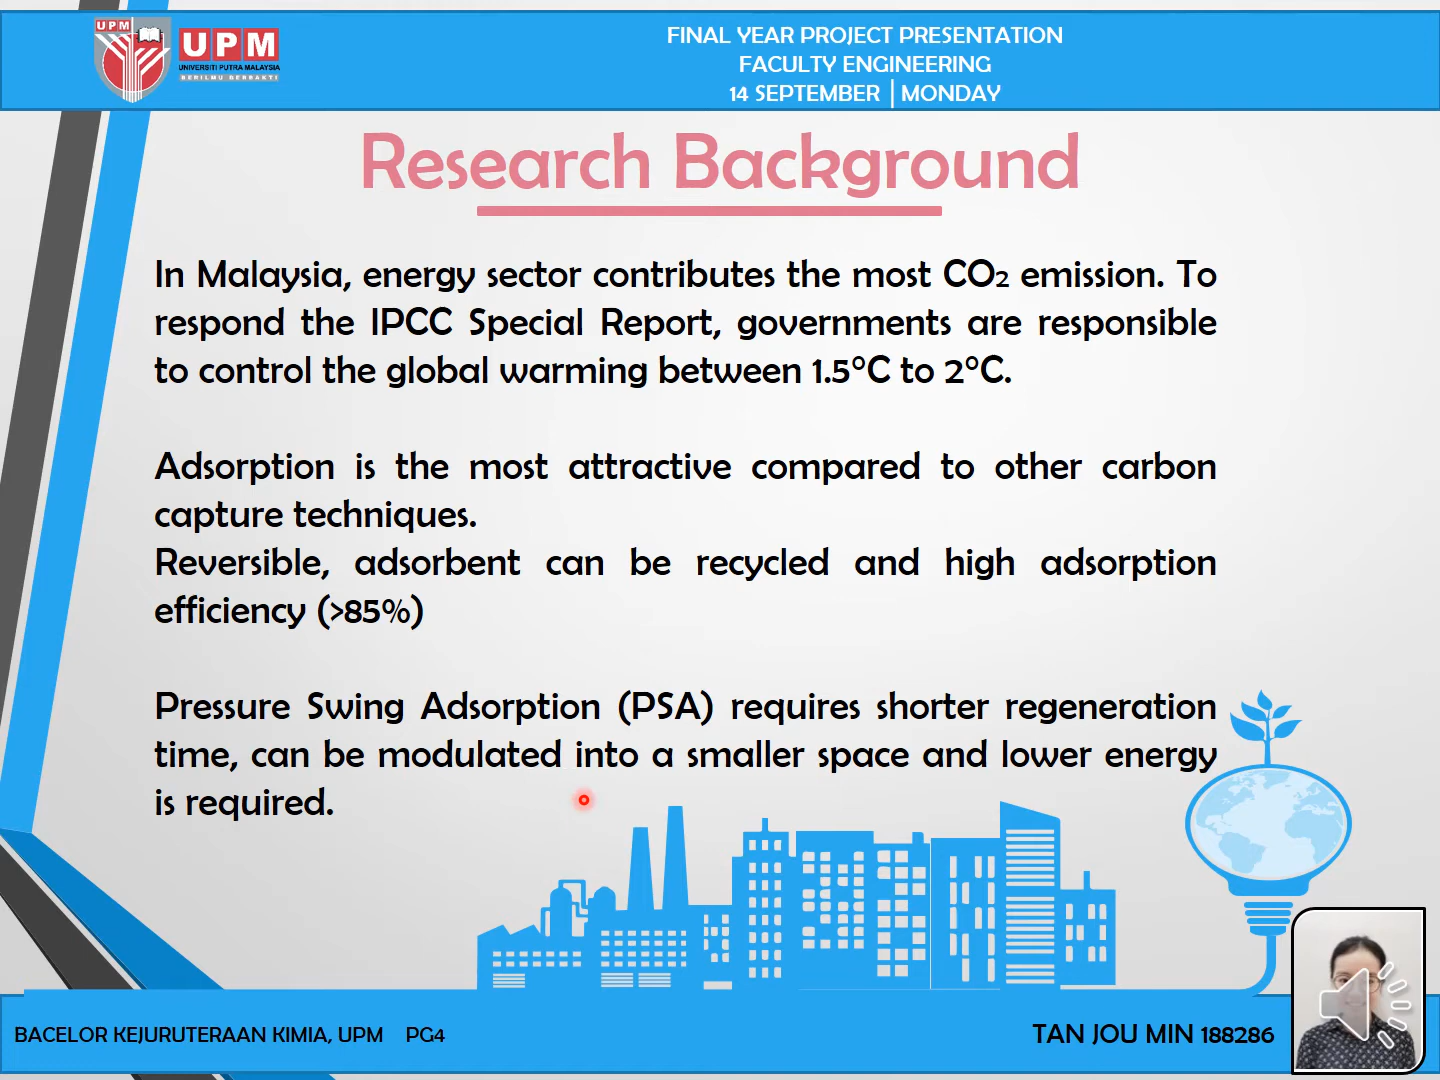 UPM
UPM
UNIVERSITI PUTRA MALAYSIA
BERILMU BERBAKTI
FINAL YEAR PROJECT PRESENTATION
FACULTY ENGINEERING
14 SEPTEMBER | MONDAY
Research Background
In Malaysia, energy sector contributes the most CO₂ emission. To
respond the IPCC Special Report, governments are responsible
to control the global warming between 1.5°C to 2°C.
Adsorption is the most attractive compared to other carbon
capture techniques.
Reversible, adsorbent can be recycled and high adsorption
efficiency (>85%)
Pressure Swing Adsorption (PSA) requires shorter regeneration
time, can be modulated into a smaller space and lower energy
is required.
BACELOR KEJURUTERAAN KIMIA, UPM PG4
TAN JOU MIN 188286